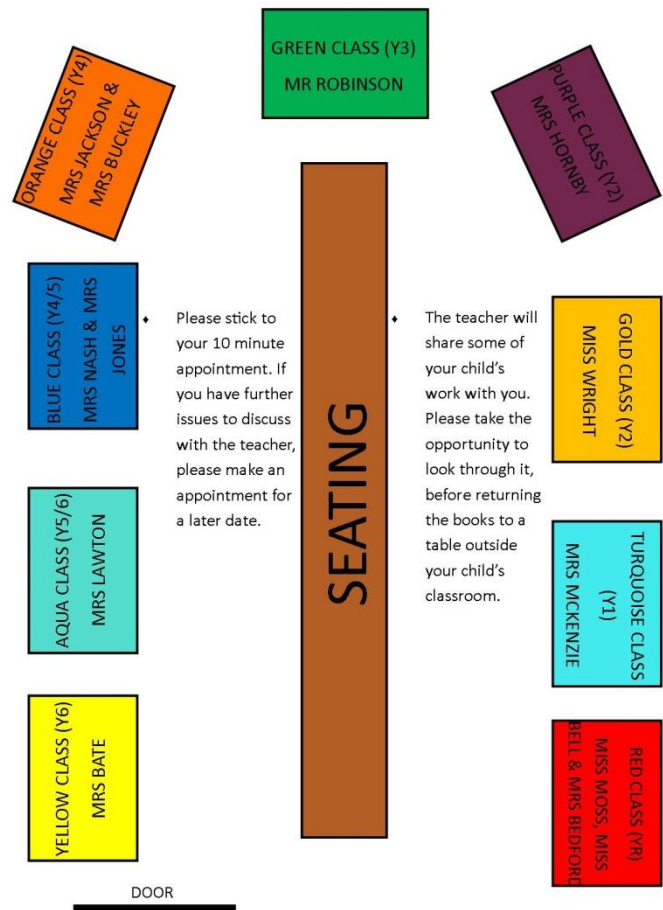 GREEN CLASS (Y3)
MR ROBINSON
ORANGE CLASS (Y4)
MRS JACKSON &
MRS BUCKLEY
PURPLE CLASS (Y2)
MRS HORNBY
BLUE CLASS (Y4/5)
MRS NASH & MRS
JONES
♦ Please stick to
your 10 minute
appointment. If
you have further
issues to discuss
with the teacher,
please make an
appointment for
a later date.
SEATING
♦ The teacher will
share some of
your child's
work with you.
Please take the
opportunity to
look through it,
before returning
the books to a
table outside
your child's
classroom.
GOLD CLASS (Y2)
MISS WRIGHT
AQUA CLASS (Y5/6)
MRS LAWTON
TURQUOISE CLASS
(Y1)
MRS MCKENZIE
YELLOW CLASS (Y6)
MRS BATE
RED CLASS (YR)
MISS MOSS, MISS
BELL & MRS BEDFORD
DOOR